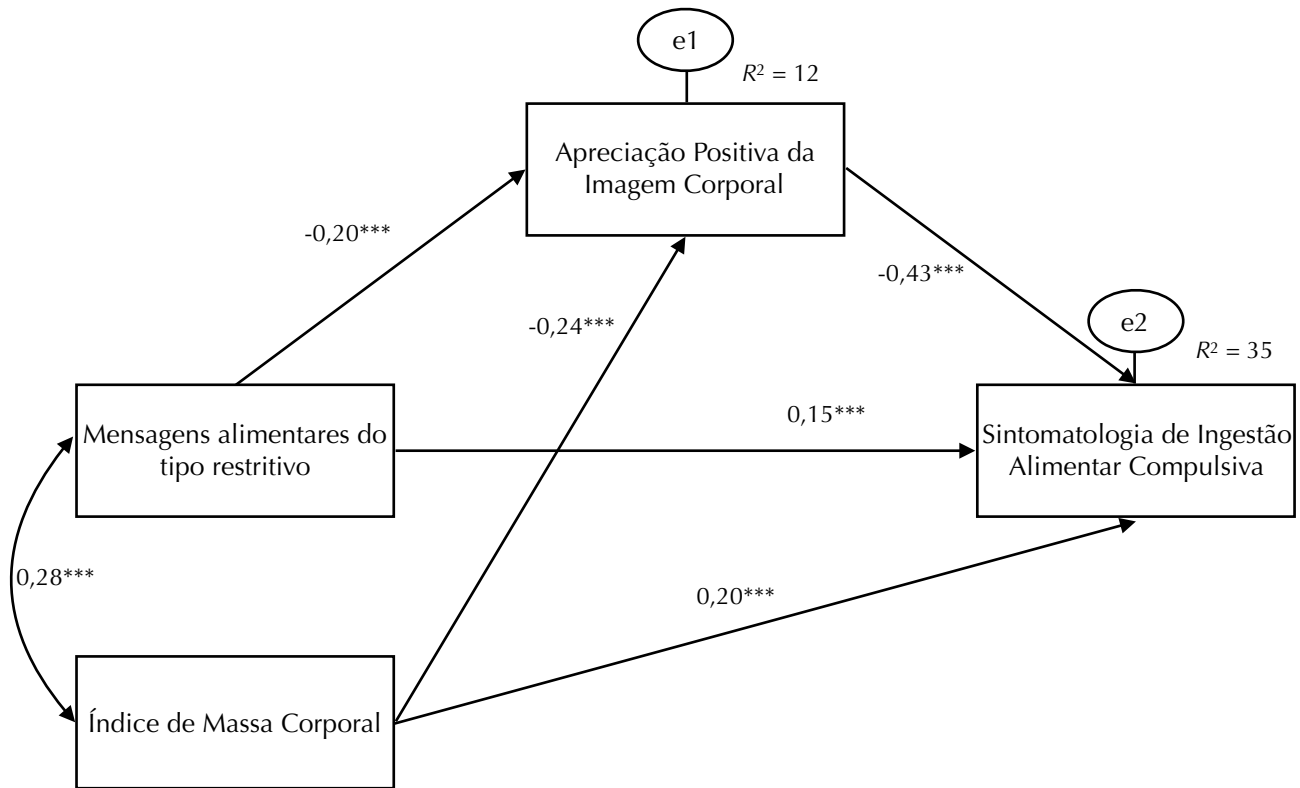 e1
R² = 12
Apreciação Positiva da
Imagem Corporal
-0,20***
-0,43***
-0,24***
e2
R² = 35
Mensagens alimentares do
tipo restritivo
0,15***
Sintomatologia de Ingestão
Alimentar Compulsiva
0,28***
0,20***
Índice de Massa Corporal